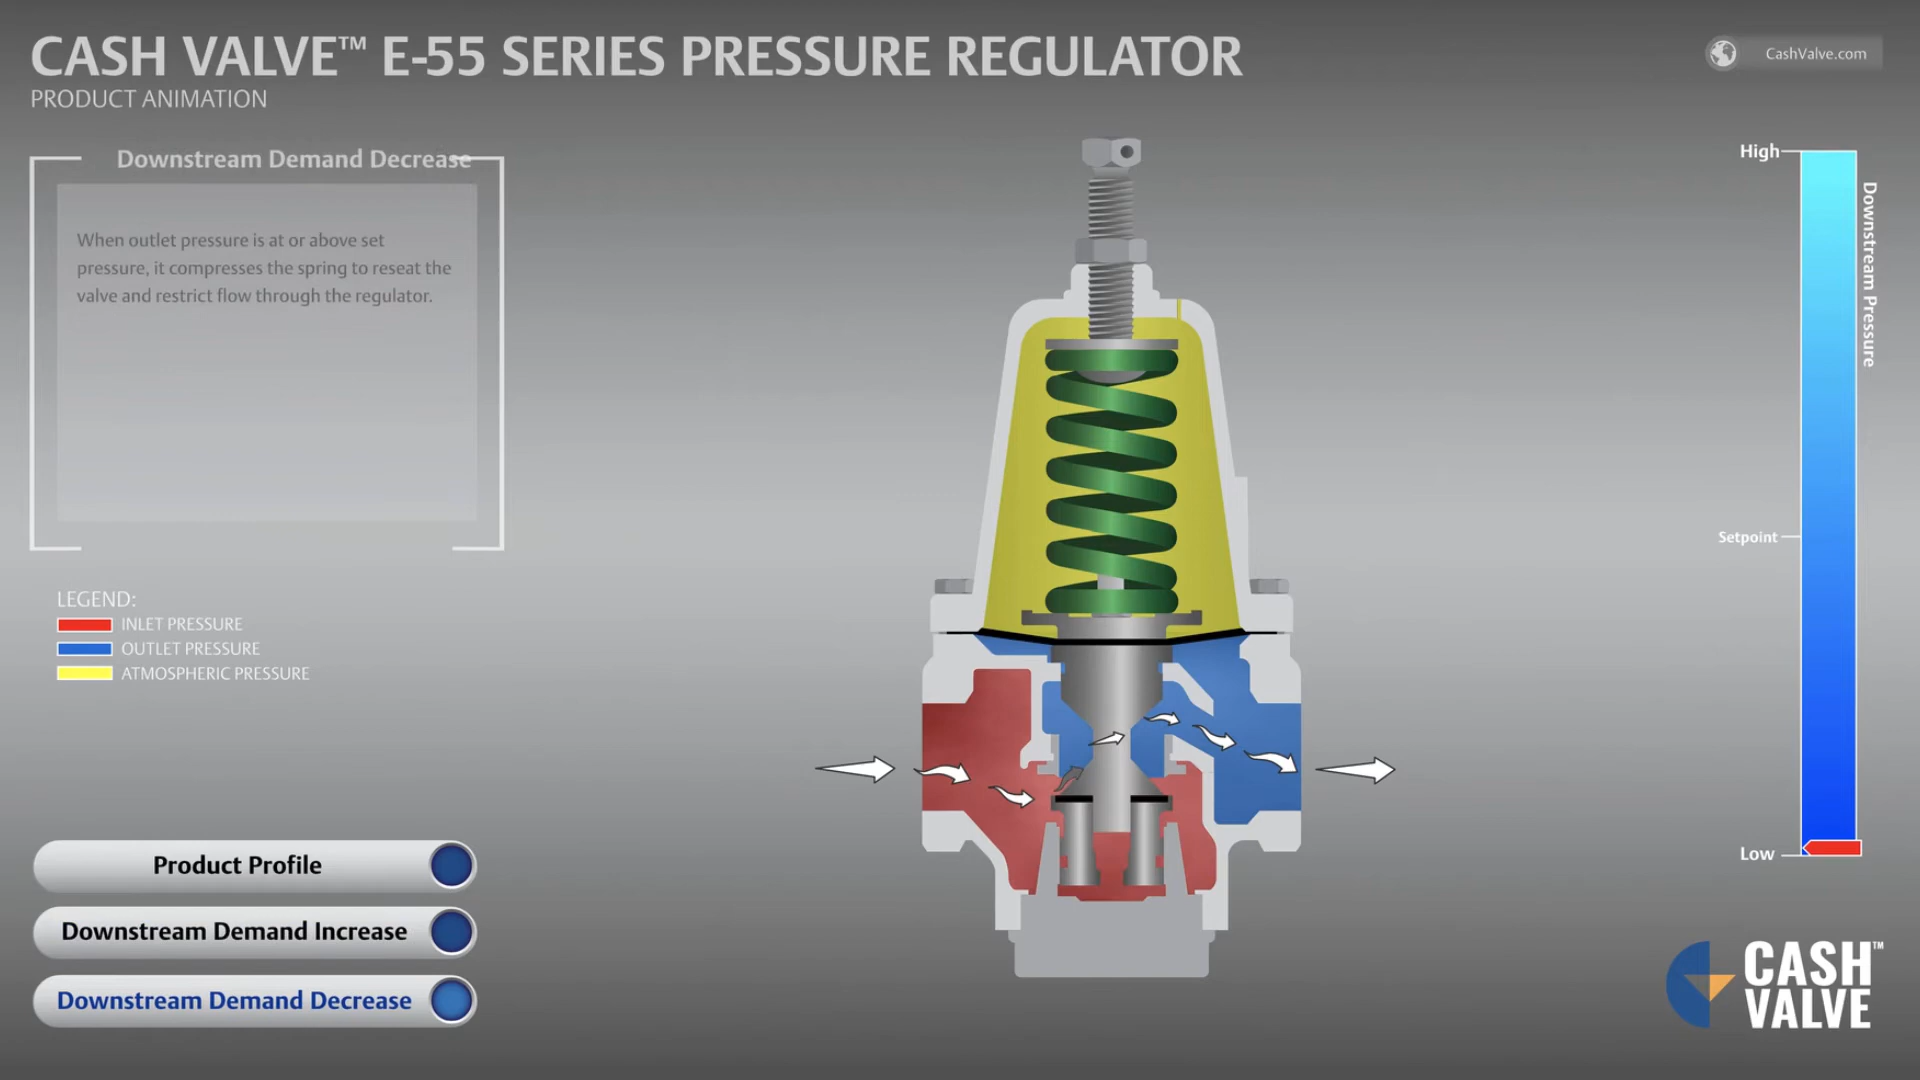 CASH VALVE™ E-55 SERIES PRESSURE REGULATOR
PRODUCT ANIMATION
CashValve.com
Downstream Demand Decrease
When outlet pressure is at or above set
pressure, it compresses the spring to reseat the
valve and restrict flow through the regulator.
LEGEND:
INLET PRESSURE
OUTLET PRESSURE
ATMOSPHERIC PRESSURE
Product Profile
Downstream Demand Increase
Downstream Demand Decrease
High
Downstream Pressure
Setpoint
Low
CASH™
VALVE